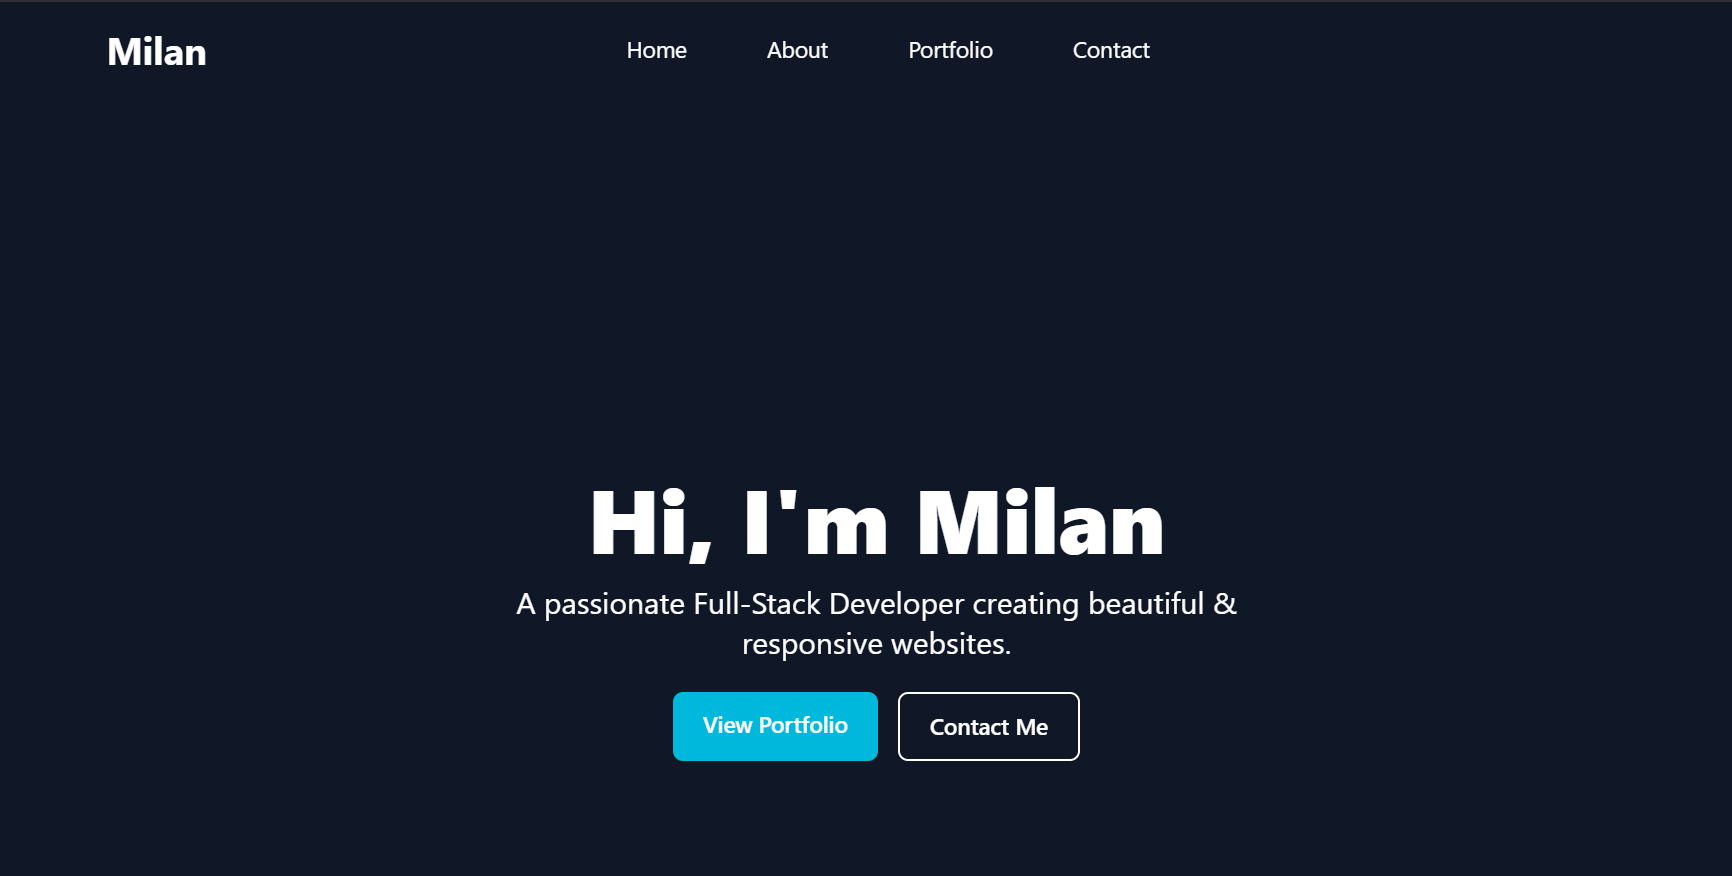 Milan
Home About Portfolio Contact
Hi, I'm Milan
A passionate Full-Stack Developer creating beautiful &
responsive websites.
View Portfolio Contact Me